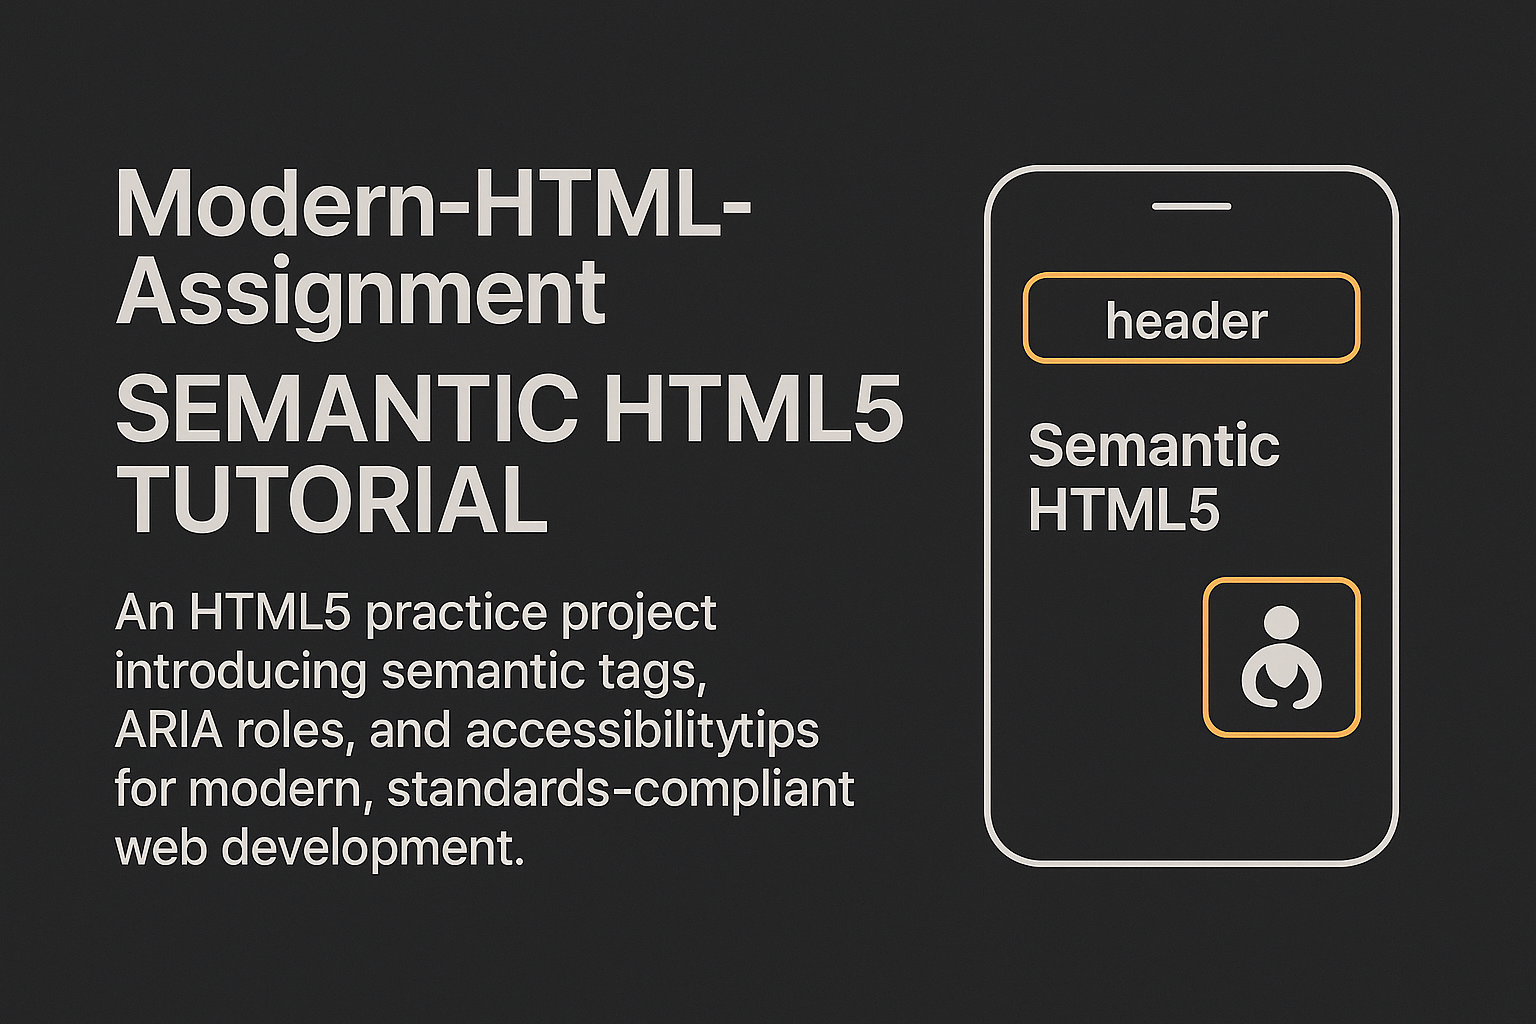 Modern-HTML-
Assignment
SEMANTIC HTML5
TUTORIAL
An HTML5 practice project
introducing semantic tags,
ARIA roles, and accessibilitytips
for modern, standards-compliant
web development.
header
Semantic
HTML5